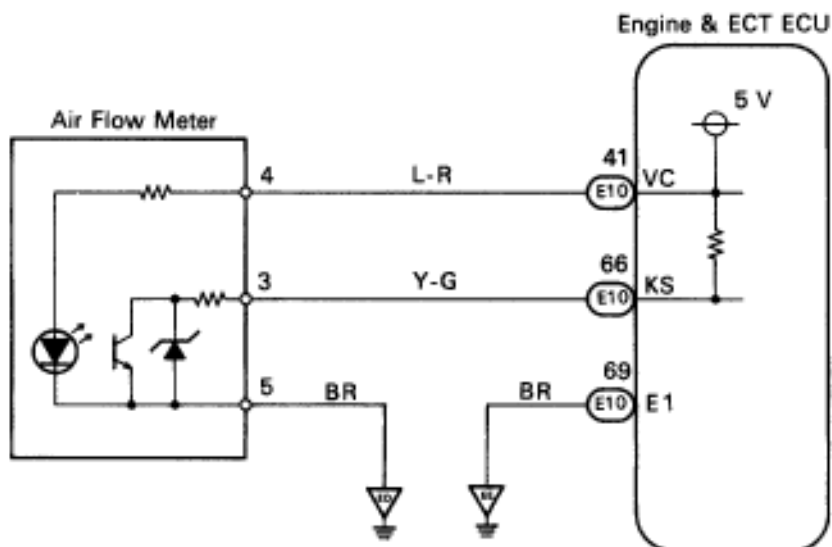 Engine & ECT ECU
5 V
Air Flow Meter
4
L-R
41
E10
VC
3
Y-G
66
E10
KS
5
BR
BR
69
E10
E1